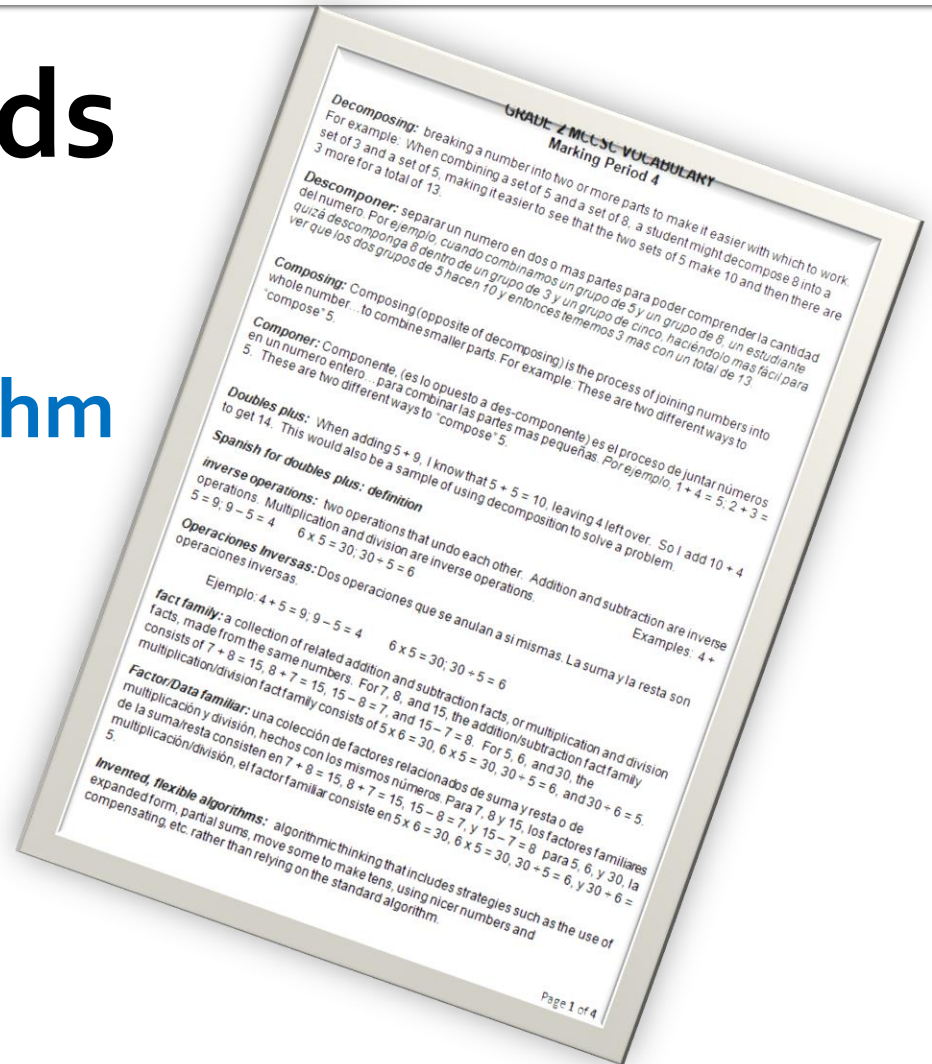 ds
hm
GRADE 2 MCCSC VOCABULARY
Marking Period 4
Decomposing: breaking a number into two or more parts to make it easier with which to work.
For example: When combining a set of 5 and a set of 8, a student might decompose 8 into a
set of 3 and a set of 5, making it easier to see that the two sets of 5 make 10 and then there are
3 more for a total of 13.
Descomponer: separar un numero en dos o mas partes para poder comprender la cantidad
del numero. Por ejemplo, cuando combinamos un grupo de 5 y un grupo de 8, un estudiante
quizá descomponga 8 dentro de un grupo de 3 y un grupo de cinco, haciéndolo mas fácil para
ver que los dos grupos de 5 hacen 10 y entonces tememos 3 mas con un total de 13.
Composing: Composing (opposite of decomposing) is the process of joining numbers into
whole number…to combine smaller parts. For example: These are two different ways to
"compose" 5.
Componer: Componente, (es lo opuesto a des-componente) es el proceso de juntar números
en un numero entero…para combinar las partes mas pequeñas. Por ejemplo, 1 + 4 = 5; 2 + 3 =
5. These are two different ways to "compose" 5.
Doubles plus: When adding 5 + 9, I know that 5 + 5 = 10, leaving 4 left over. So I add 10 + 4
to get 14. This would also be a sample of using decomposition to solve a problem.
Spanish for doubles plus: definition
inverse operations: two operations that undo each other. Addition and subtraction are inverse
operations. Multiplication and division are inverse operations. Examples: 4 +
5 = 9; 9 – 5 = 4 6 x 5 = 30; 30 ÷ 5 = 6
Operaciones Inversas: Dos operaciones que se anulan a si mismas. La suma y la resta son
operaciones inversas.
Ejemplo: 4 + 5 = 9; 9 – 5 = 4 6 x 5 = 30; 30 ÷ 5 = 6
fact family: a collection of related addition and subtraction facts, or multiplication and division
facts, made from the same numbers. For 7, 8, and 15, the addition/subtraction fact family
consists of 7 + 8 = 15, 8 + 7 = 15, 15 – 8 = 7, and 15 – 7 = 8. For 5, 6, and 30, the
multiplication/division fact family consists of 5 x 6 = 30, 6 x 5 = 30, 30 ÷ 5 = 6, and 30 ÷ 6 = 5.
Factor/Data familiar: una colección de factores relacionados de suma y resta o de
multiplicación y división, hechos con los mismos números. Para 7, 8 y 15, los factores familiares
de la suma/resta consisten en 7 + 8 = 15, 8 + 7 = 15, 15 – 8 = 7, y 15 – 7 = 8 para 5, 6, y 30, la
multiplicación/división, el factor familiar consiste en 5 x 6 = 30, 6 x 5 = 30, 30 ÷ 5 = 6, y 30 ÷ 6 =
5.
Invented, flexible algorithms: algorithmic thinking that includes strategies such as the use of
expanded form, partial sums, move some to make tens, using nicer numbers and
compensating, etc. rather than relying on the standard algorithm.
Page 1 of 4